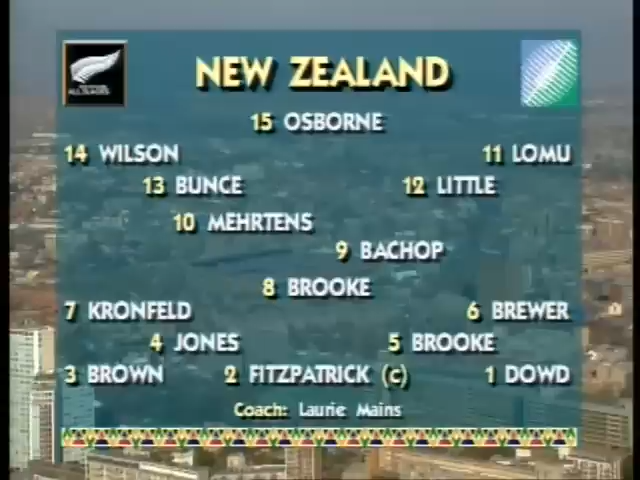 NEW ZEALAND
15 OSBORNE
14 WILSON 11 LOMU
13 BUNCE 12 LITTLE
10 MEHRTENS
9 BACHOP
8 BROOKE
7 KRONFELD 6 BREWER
4 JONES 5 BROOKE
3 BROWN 2 FITZPATRICK (C) 1 DOWD
Coach: Laurie Mains